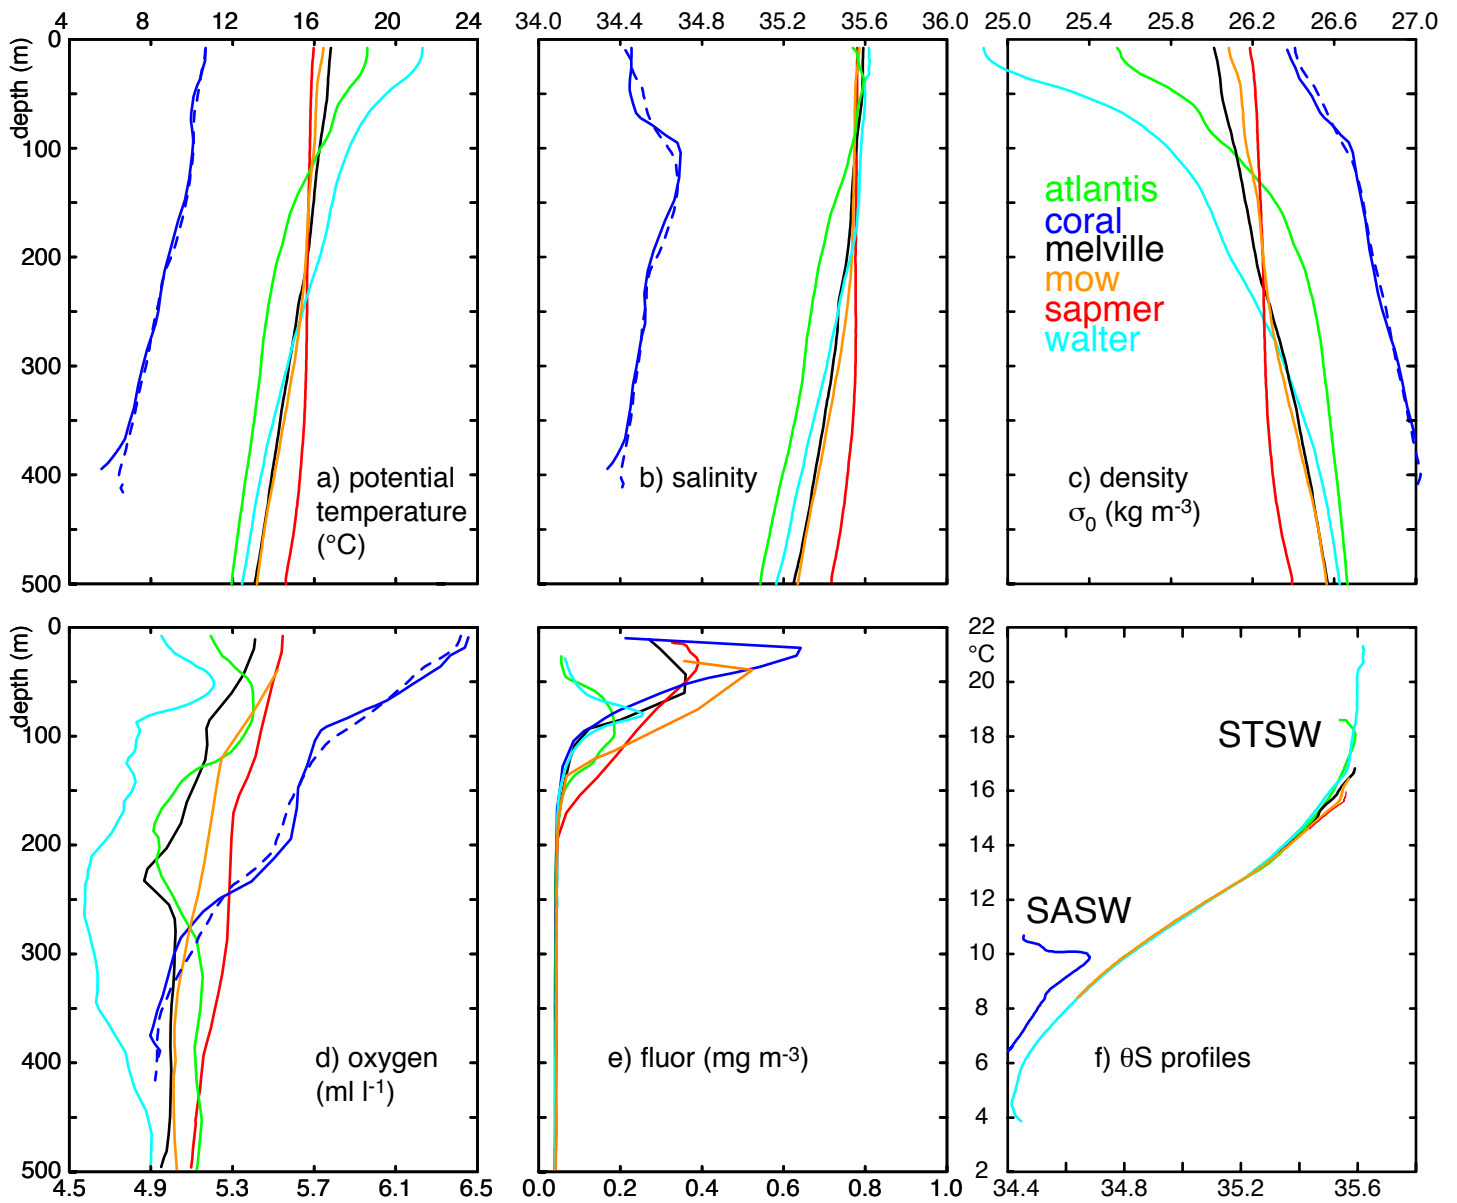 4 8 12 16 20 24
34.0 34.4 34.8 35.2 35.6 36.0
25.0 25.4 25.8 26.2 26.6 27.0
depth (m)
0
100
200
300
400
500
a) potential
temperature
(°C)
b) salinity
atlantis
coral
melville
mow
sapmer
walter
c) density
σ0 (kg m-3)
depth (m)
0
100
200
300
400
500
4.5 4.9 5.3 5.7 6.1 6.5
d) oxygen
(ml l-1)
e) fluor (mg m-3)
0.0 0.2 0.4 0.6 0.8 1.0
22
°C
20
18
16
14
12
10
8
6
4
2
STSW
SASW
f) θS profiles
34.4 34.8 35.2 35.6